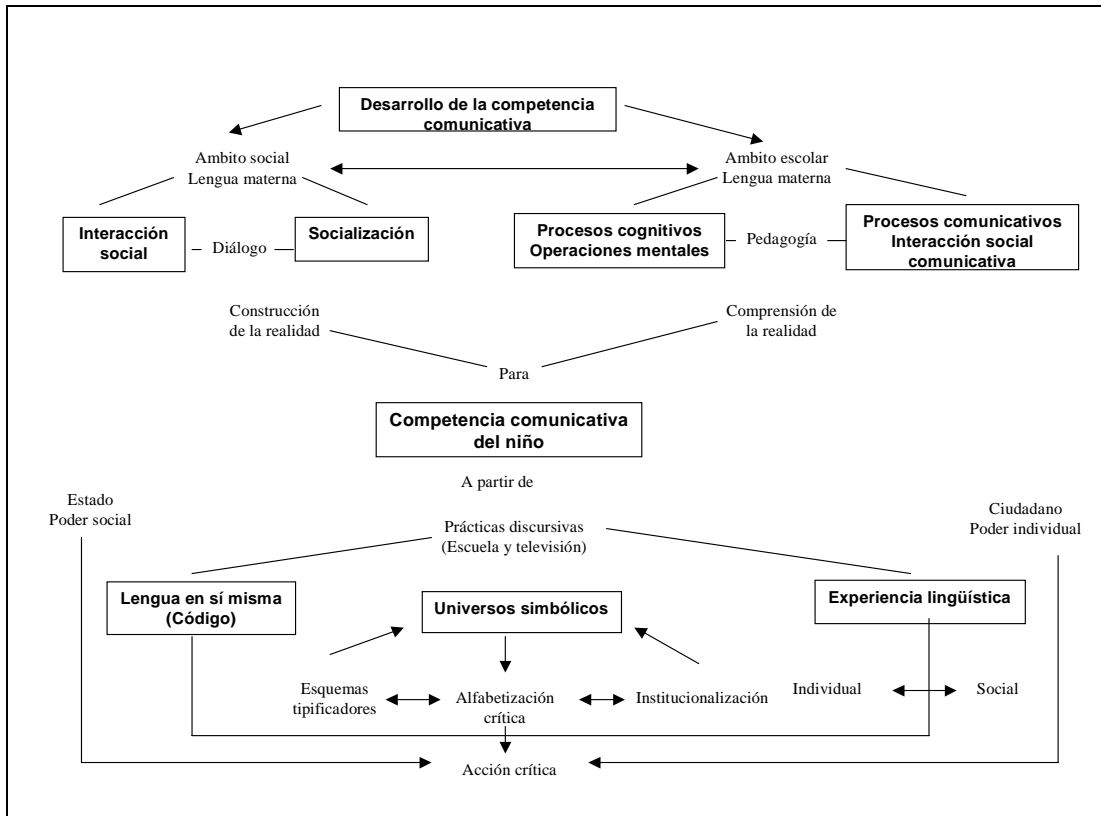 Desarrollo de la competencia
comunicativa
Ambito social
Lengua materna
Ambito escolar
Lengua materna
Interacción
social
Diálogo
Socialización
Procesos cognitivos
Operaciones mentales
Pedagogía
Procesos comunicativos
Interacción social
comunicativa
Construcción
de la realidad
Comprensión de
la realidad
Para
Competencia comunicativa
del niño
A partir de
Estado
Poder social
Ciudadano
Poder individual
Prácticas discursivas
(Escuela y televisión)
Lengua en sí misma
(Código)
Universos simbólicos
Experiencia lingüística
Esquemas
tipificadores
Alfabetización
crítica
Institucionalización
Individual
Social
Acción crítica